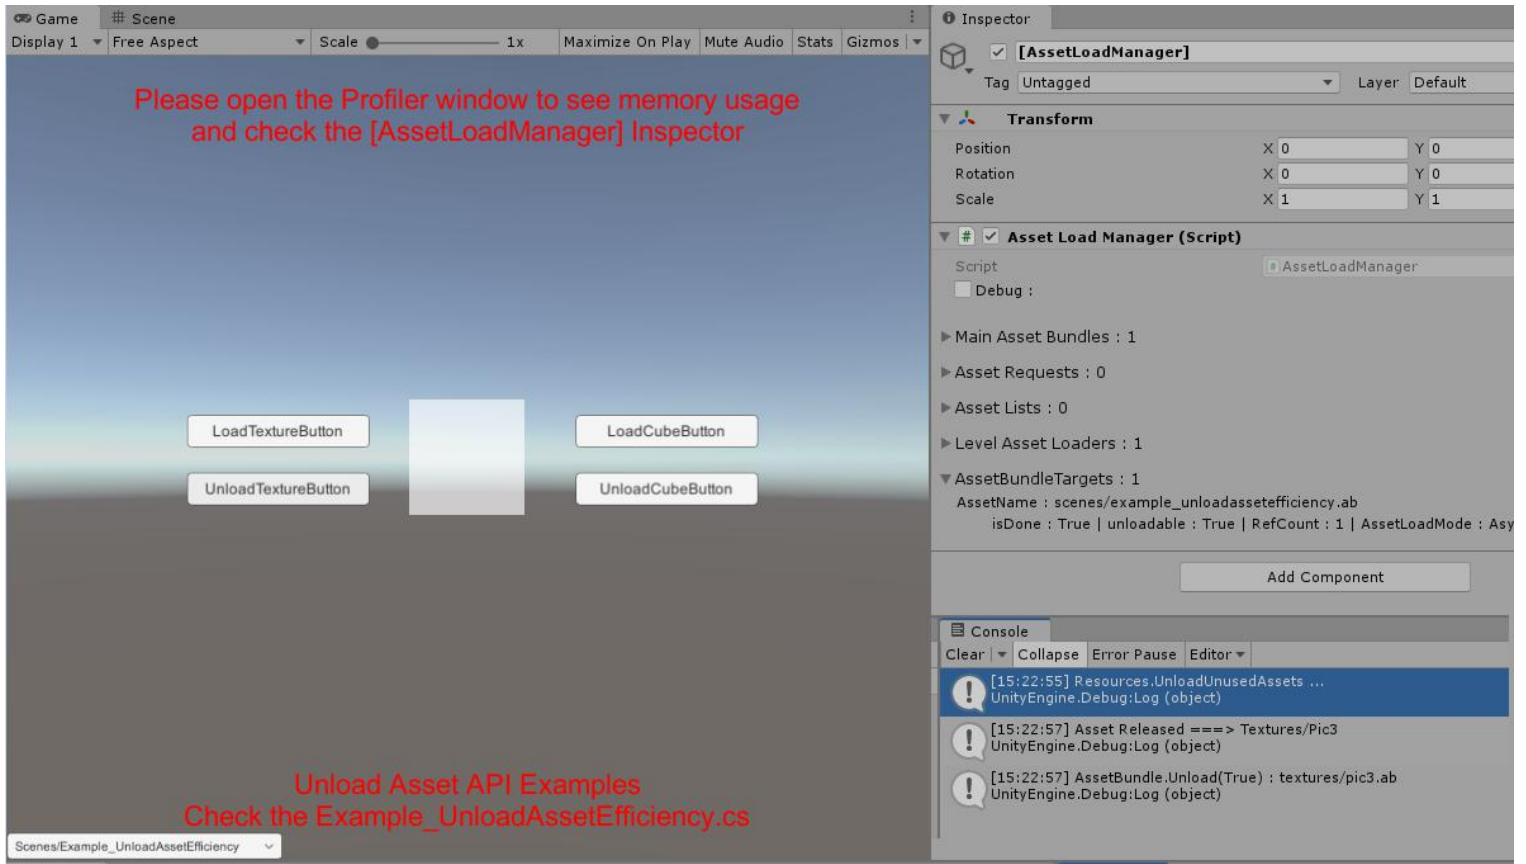 Game
Scene
Display 1
Free Aspect
Scale
1x
Maximize On Play
Mute Audio
Stats
Gizmos
Please open the Profiler window to see memory usage
and check the [AssetLoadManager] Inspector
LoadTextureButton
LoadCubeButton
UnloadTextureButton
UnloadCubeButton
Unload Asset API Examples
Check the Example_UnloadAssetEfficiency.cs
Scenes/Example_UnloadAssetEfficiency
Inspector
[AssetLoadManager]
Tag Untagged
Layer Default
Transform
Position X 0 Y 0
Rotation X 0 Y 0
Scale X 1 Y 1
# Asset Load Manager (Script)
Script AssetLoadManager
Debug :
Main Asset Bundles : 1
Asset Requests : 0
Asset Lists : 0
Level Asset Loaders : 1
AssetBundleTargets : 1
AssetName : scenes/example_unloadassetefficiency.ab
isDone : True | unloadable : True | RefCount : 1 | AssetLoadMode : Asy
Add Component
Console
Clear Collapse Error Pause Editor
[15:22:55] Resources.UnloadUnusedAssets ...
UnityEngine.Debug:Log (object)
[15:22:57] Asset Released ===> Textures/Pic3
UnityEngine.Debug:Log (object)
[15:22:57] AssetBundle.Unload(True) : textures/pic3.ab
UnityEngine.Debug:Log (object)